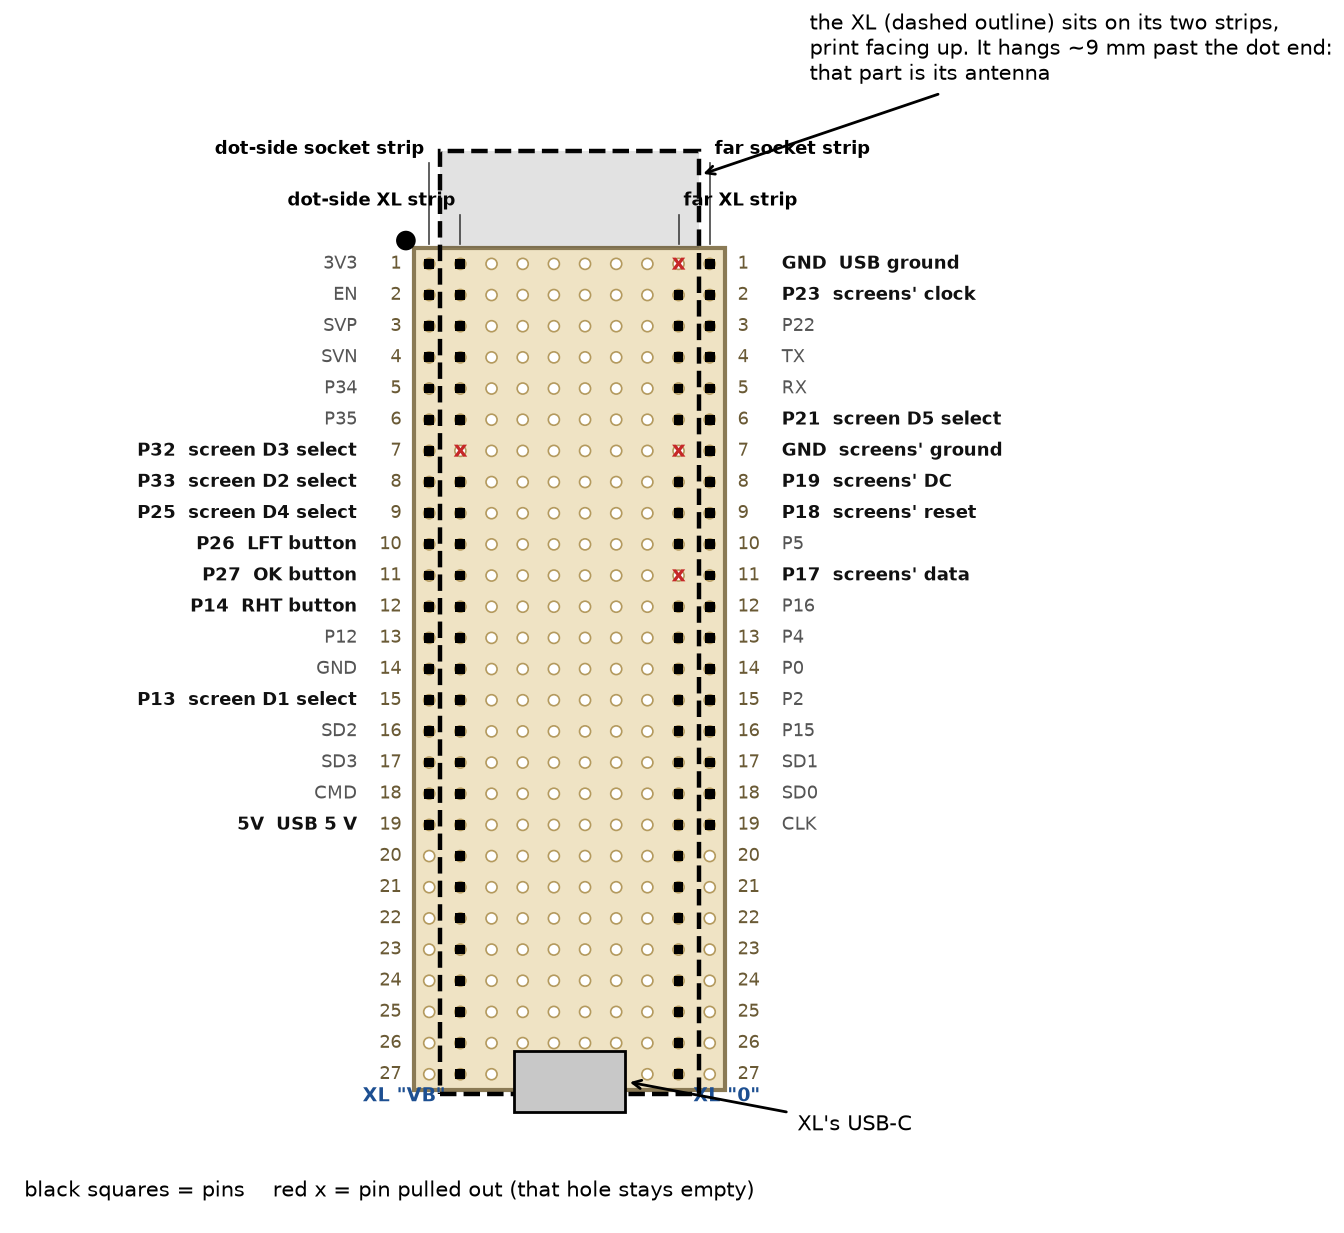 the XL (dashed outline) sits on its two strips,
print facing up. It hangs ~9 mm past the dot end:
that part is its antenna
dot-side socket strip far socket strip
dot-side XL strip far XL strip
3V3 1 x 1 GND USB ground
EN 2 2 P23 screens' clock
SVP 3 3 P22
SVN 4 4 TX
P34 5 5 RX
P35 6 6 P21 screen D5 select
P32 screen D3 select 7 x x 7 GND screens' ground
P33 screen D2 select 8 8 P19 screens' DC
P25 screen D4 select 9 9 P18 screens' reset
P26 LFT button 10 10 P5
P27 OK button 11 x 11 P17 screens' data
P14 RHT button 12 12 P16
P12 13 13 P4
GND 14 14 P0
P13 screen D1 select 15 15 P2
SD2 16 16 P15
SD3 17 17 SD1
CMD 18 18 SD0
5V USB 5 V 19 19 CLK
20 20
21 21
22 22
23 23
24 24
25 25
26 26
27 27
XL "VB" XL "0"
XL's USB-C
black squares = pins red x = pin pulled out (that hole stays empty)